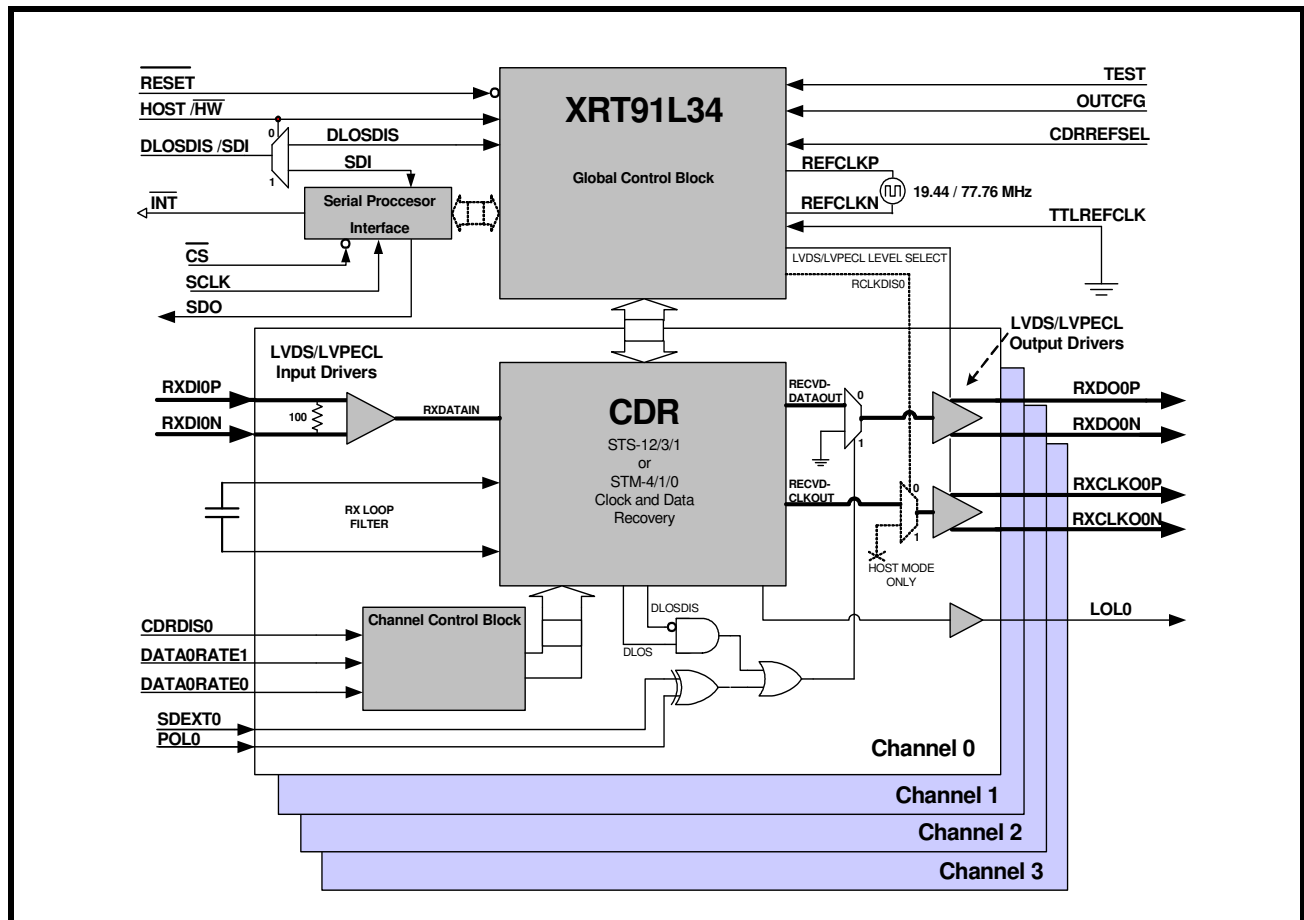 RESET
HOST /HW
DLOSDIS /SDI
0
1
DLOSDIS
SDI
INT
Serial Proccesor
Interface
CS
SCLK
SDO
XRT91L34
Global Control Block
TEST
OUTCFG
CDRREFSEL
REFCLKP
REFCLKN
19.44 / 77.76 MHz
TTLREFCLK
LVDS/LVPECL LEVEL SELECT
RCLKDIS0
LVDS/LVPECL
Input Drivers
RXDI0P
RXDI0N
100
RXDATAIN
RX LOOP
FILTER
CDR
STS-12/3/1
or
STM-4/1/0
Clock and Data
Recovery
RECVD-
DATAOUT
0
1
RECVD-
CLKOUT
0
1
HOST MODE
ONLY
LVDS/LVPECL
Output Drivers
RXDO0P
RXDO0N
RXCLKO0P
RXCLKO0N
LOL0
Channel Control Block
CDRDIS0
DATA0RATE1
DATA0RATE0
SDEXT0
POL0
DLOSDIS
DLOS
Channel 0
Channel 1
Channel 2
Channel 3